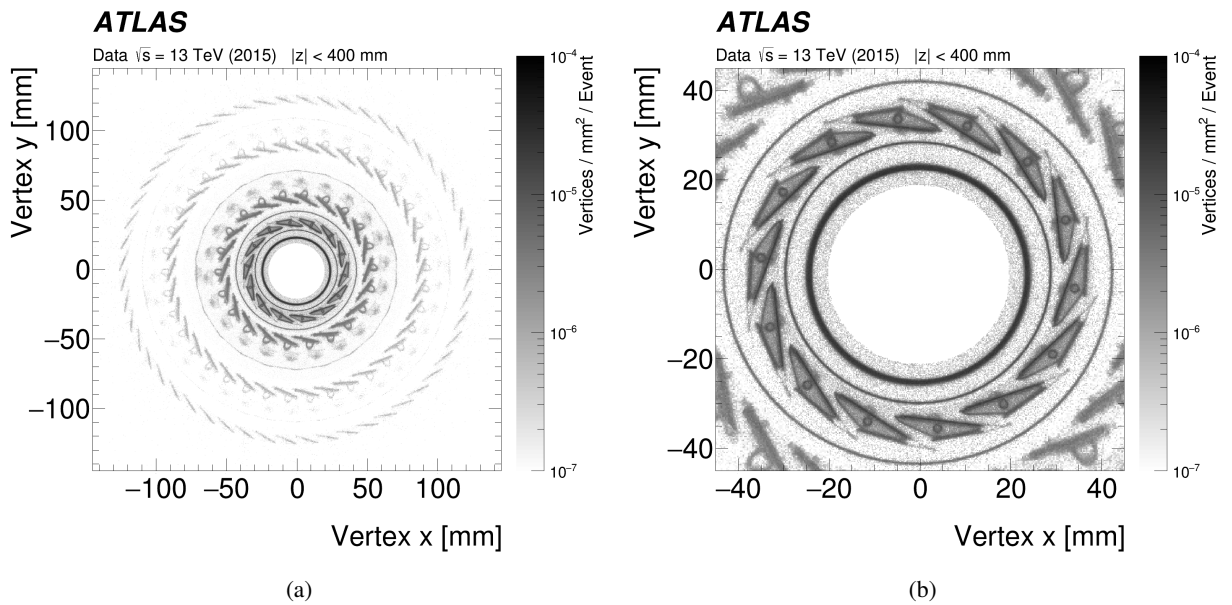 ATLAS
Data √s = 13 TeV (2015) |z| < 400 mm
Vertex y [mm]
100
50
0
−50
−100
−100 −50 0 50 100
Vertex x [mm]
10⁻⁴
10⁻⁵
10⁻⁶
10⁻⁷
Vertices / mm² / Event
(a)
ATLAS
Data √s = 13 TeV (2015) |z| < 400 mm
Vertex y [mm]
40
20
0
−20
−40
−40 −20 0 20 40
Vertex x [mm]
10⁻⁴
10⁻⁵
10⁻⁶
10⁻⁷
Vertices / mm² / Event
(b)